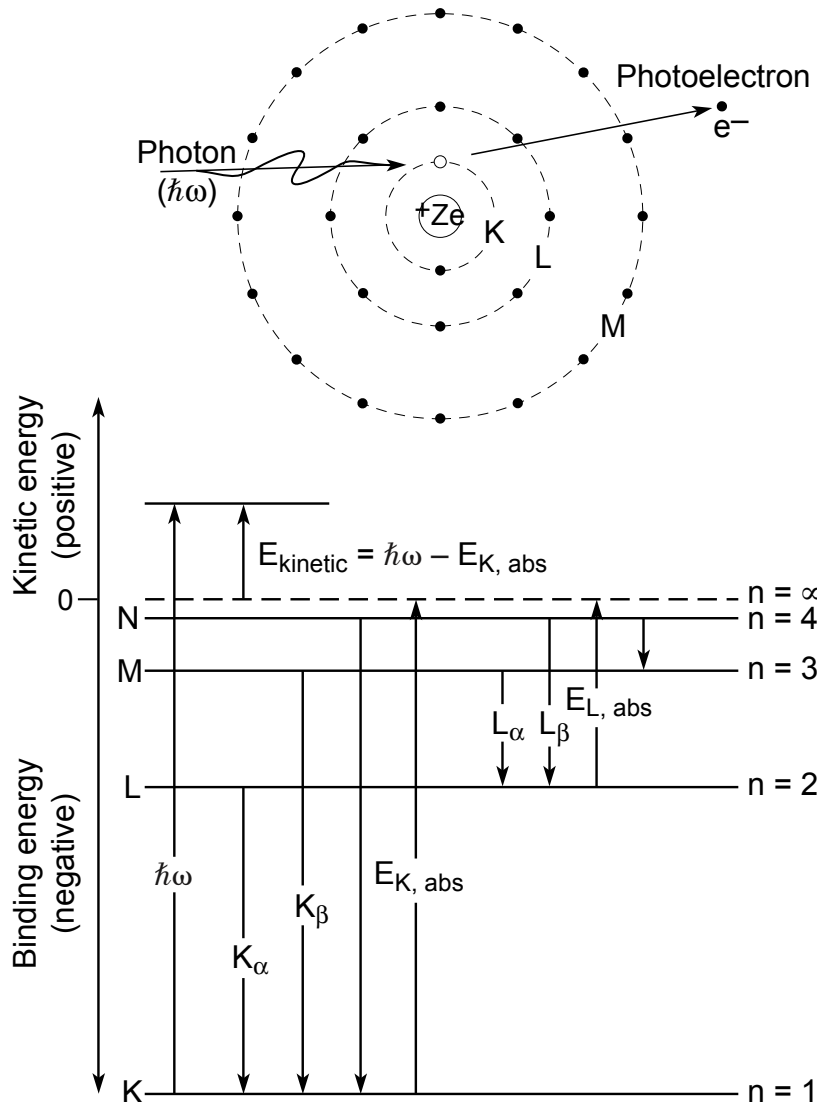 Photoelectron
e–
Photon
(ℏω)
+Ze
K
L
M
Kinetic energy
(positive)
E_kinetic = ℏω – E_K, abs
0
n = ∞
N
n = 4
M
n = 3
L_α
L_β
E_L, abs
L
n = 2
Binding energy
(negative)
ℏω
K_α
K_β
E_K, abs
K
n = 1